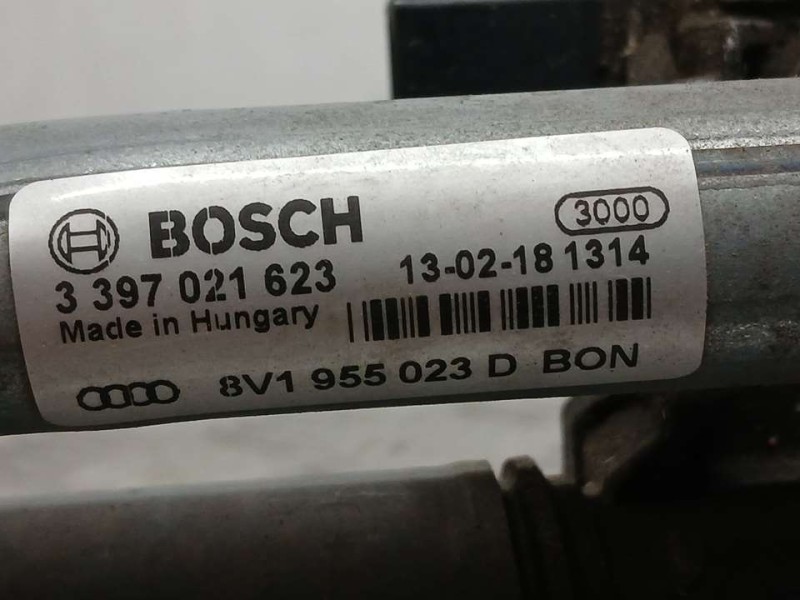 BOSCH
3000
3 397 021 623
13-02-18 1314
Made in Hungary
8V1 955 023 D BON